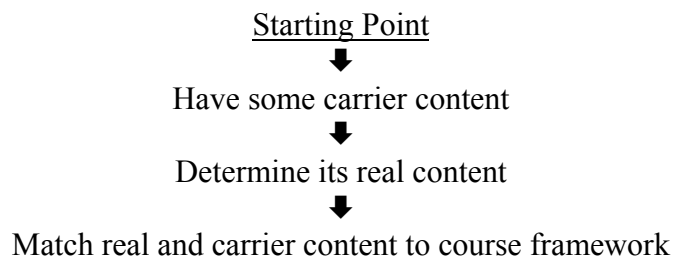 Starting Point
Have some carrier content
Determine its real content
Match real and carrier content to course framework